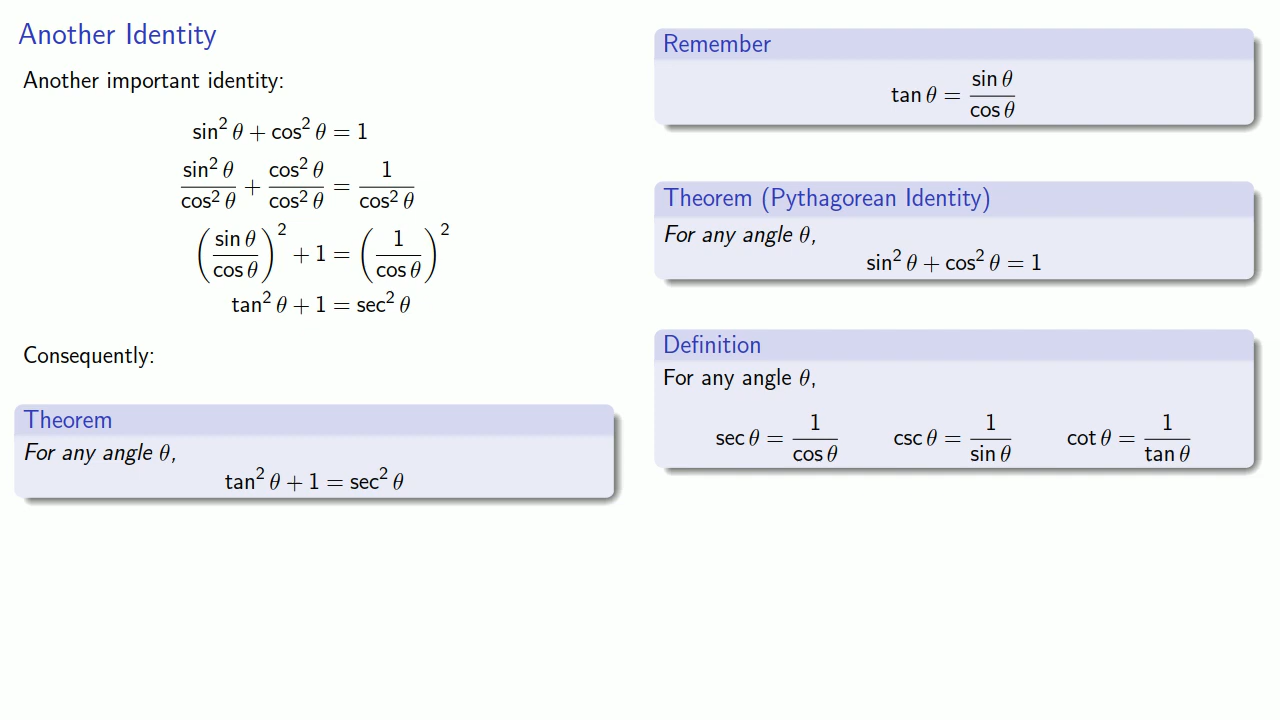 Another Identity
Another important identity:
sin² θ + cos² θ = 1
sin² θ / cos² θ + cos² θ / cos² θ = 1 / cos² θ
(sin θ / cos θ)² + 1 = (1 / cos θ)²
tan² θ + 1 = sec² θ
Consequently:
Theorem
For any angle θ,
tan² θ + 1 = sec² θ
Remember
tan θ = sin θ / cos θ
Theorem (Pythagorean Identity)
For any angle θ,
sin² θ + cos² θ = 1
Definition
For any angle θ,
sec θ = 1 / cos θ csc θ = 1 / sin θ cot θ = 1 / tan θ